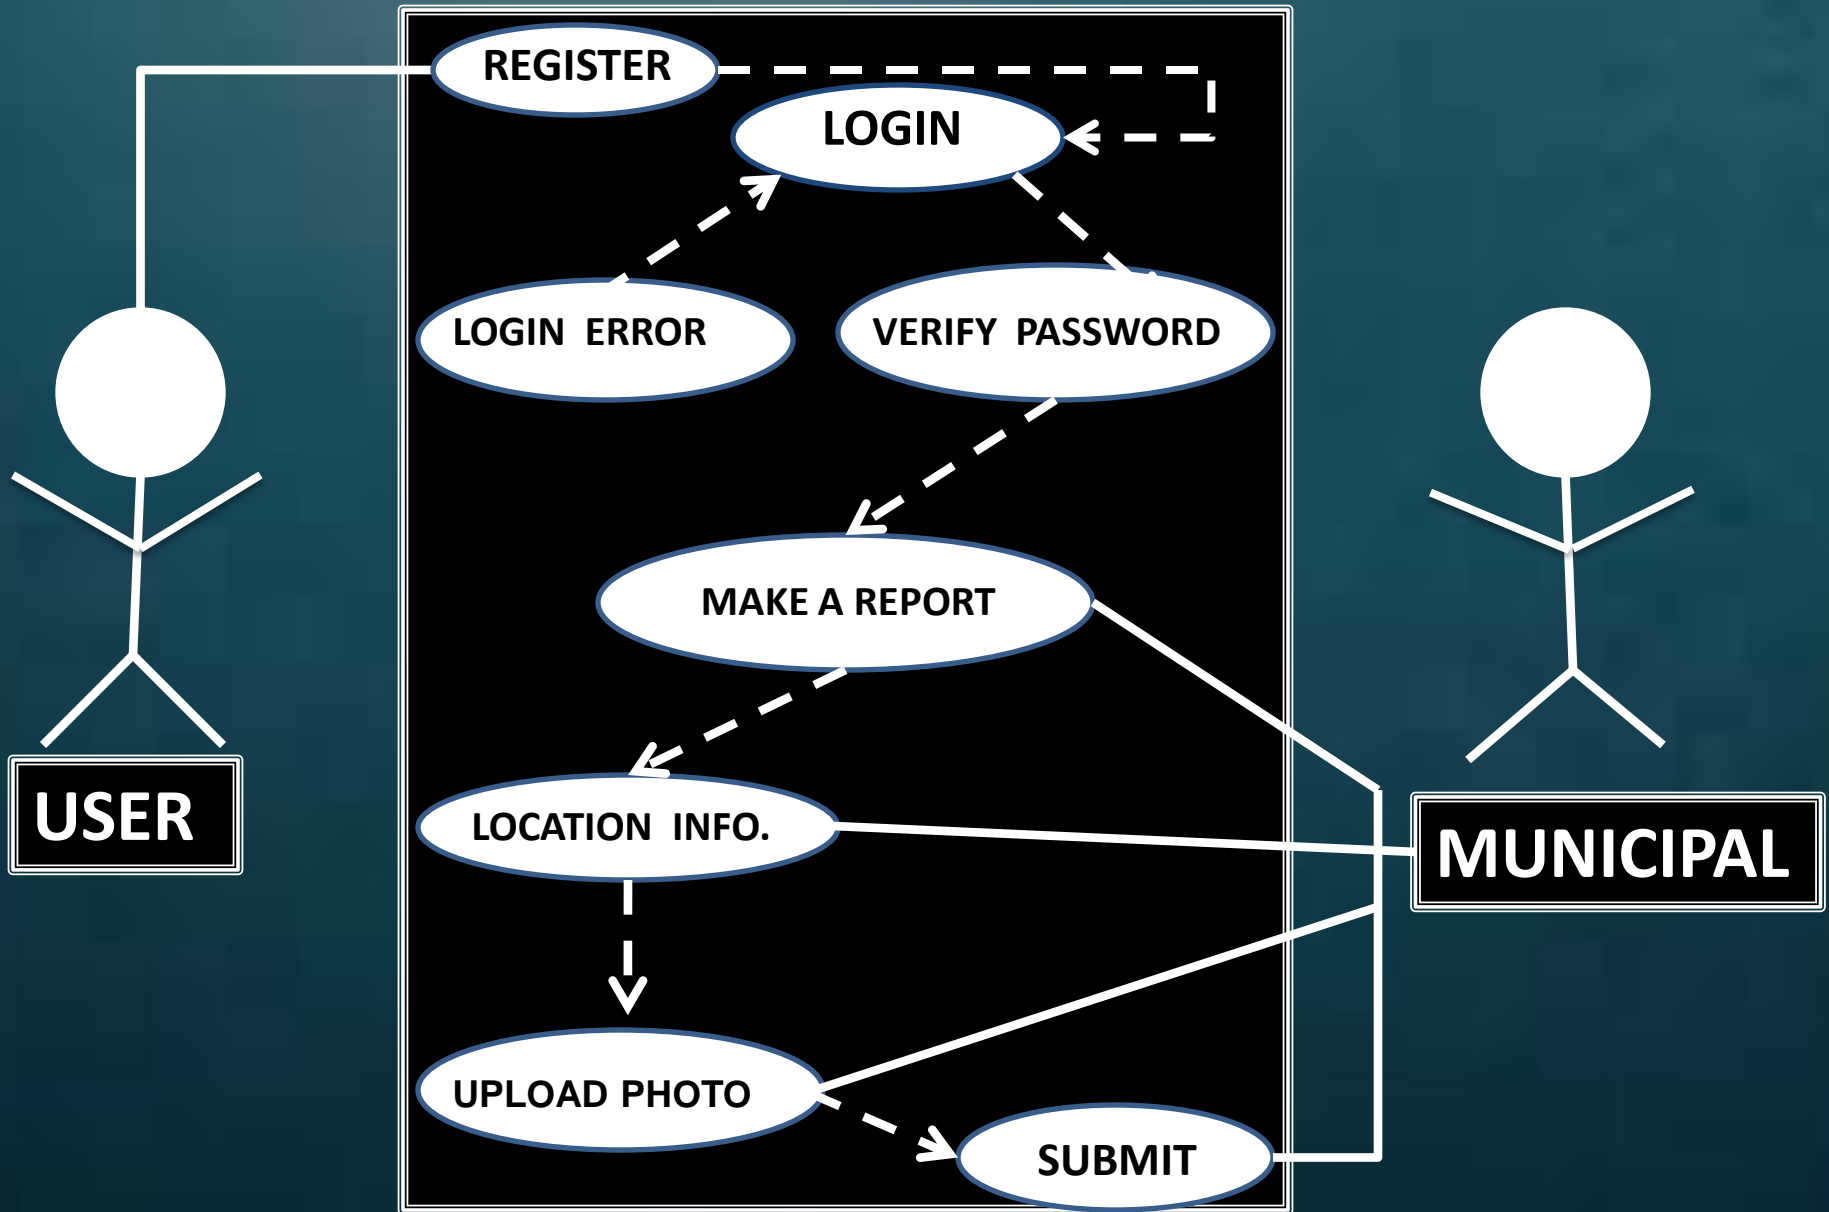 REGISTER
LOGIN
LOGIN ERROR
VERIFY PASSWORD
MAKE A REPORT
USER
LOCATION INFO.
MUNICIPAL
UPLOAD PHOTO
SUBMIT